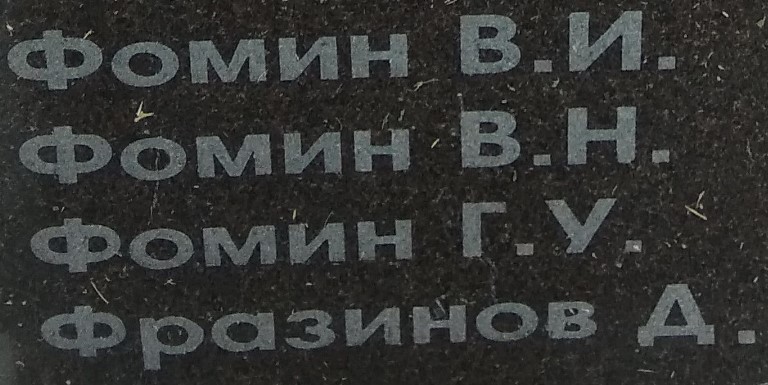 Фомин В.И.
Фомин В.Н.
Фомин Г.У.
Фразинов Д.